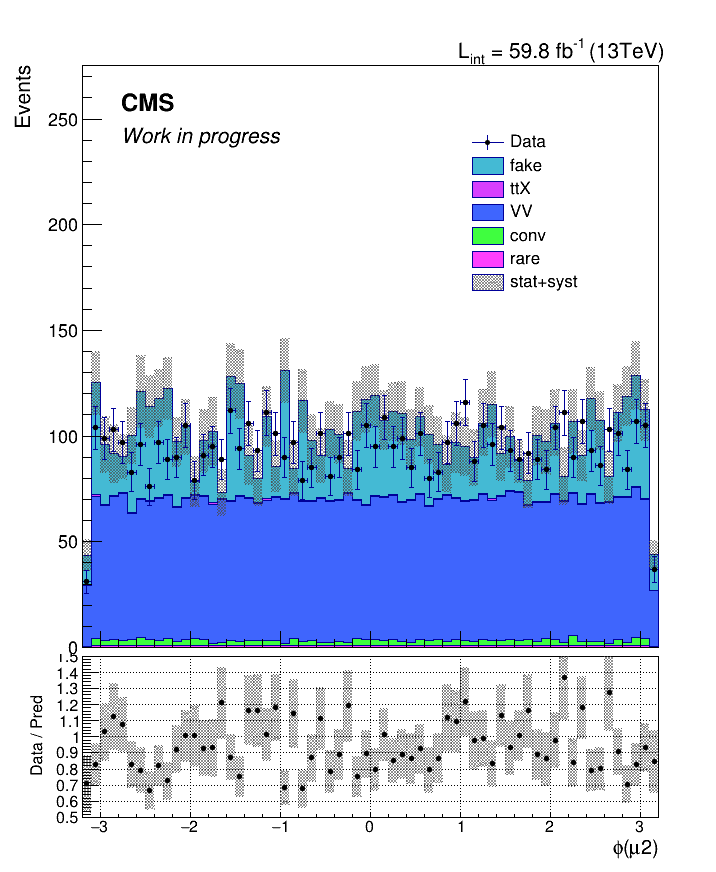 L_int = 59.8 fb^-1 (13TeV)
Events
CMS
Work in progress
Data
fake
ttX
VV
conv
rare
stat+syst
250
200
150
100
50
0
Data / Pred
1.5
1.4
1.3
1.2
1.1
1
0.9
0.8
0.7
0.6
0.5
−3 −2 −1 0 1 2 3
ϕ(μ2)